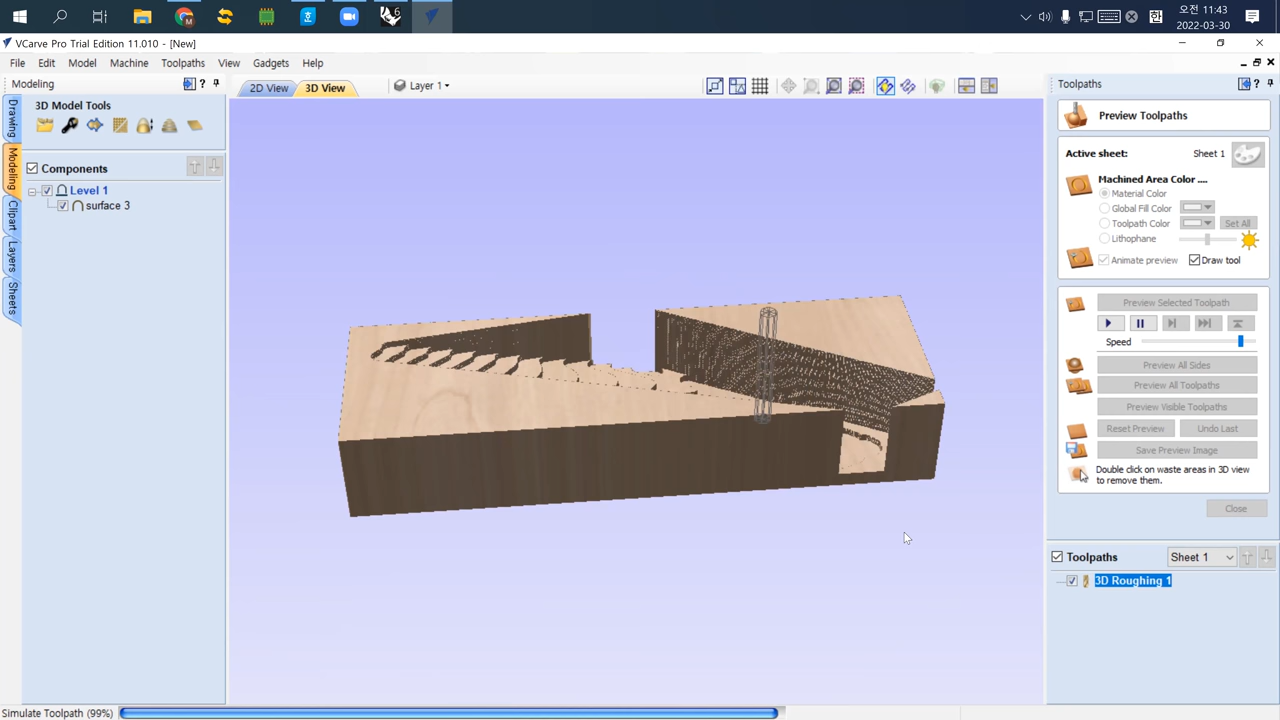 6
오전 11:43
한
2022-03-30
VCarve Pro Trial Edition 11.010 - [New]
File Edit Model Machine Toolpaths View Gadgets Help
Modeling
?
2D View
3D View
Layer 1
Toolpaths
?
Drawing
Modeling
Clipart
Layers
Sheets
3D Model Tools
Components
Level 1
surface 3
Preview Toolpaths
Active sheet: Sheet 1
Machined Area Color ....
Material Color
Global Fill Color
Toolpath Color
Set All
Lithophane
Animate preview
Draw tool
Preview Selected Toolpath
Speed
Preview All Sides
Preview All Toolpaths
Preview Visible Toolpaths
Reset Preview
Undo Last
Save Preview Image
Double click on waste areas in 3D view
to remove them.
Close
Toolpaths
Sheet 1
3D Roughing 1
Simulate Toolpath (99%)